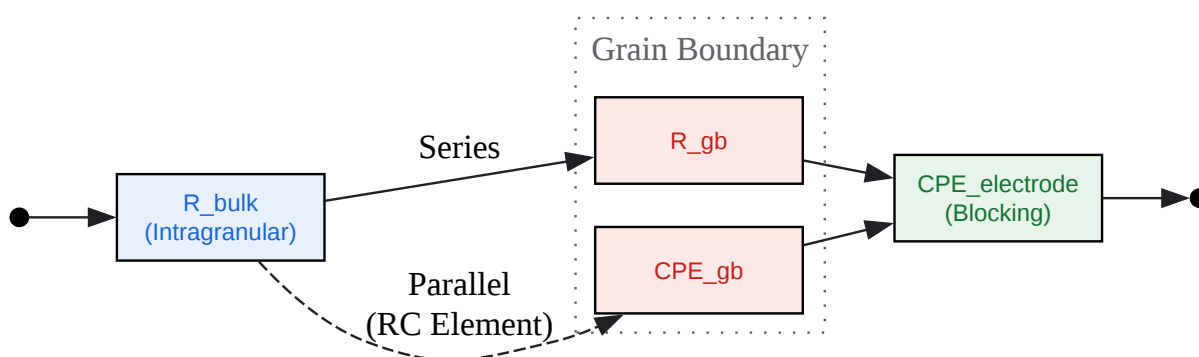 Grain Boundary
R_gb
Series
R_bulk
(Intragranular)
CPE_electrode
(Blocking)
CPE_gb
Parallel
(RC Element)